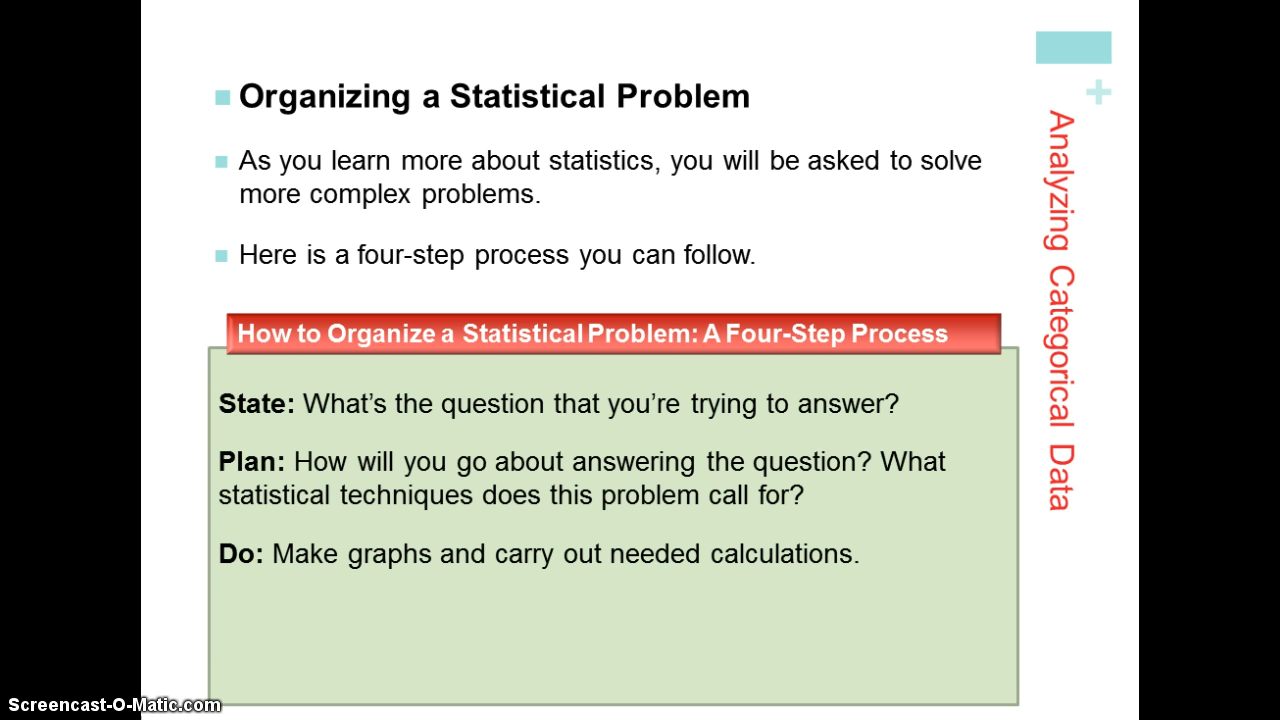 Organizing a Statistical Problem
As you learn more about statistics, you will be asked to solve
more complex problems.
Here is a four-step process you can follow.
How to Organize a Statistical Problem: A Four-Step Process
State: What’s the question that you’re trying to answer?
Plan: How will you go about answering the question? What
statistical techniques does this problem call for?
Do: Make graphs and carry out needed calculations.
+
Analyzing Categorical Data
Screencast-O-Matic.com